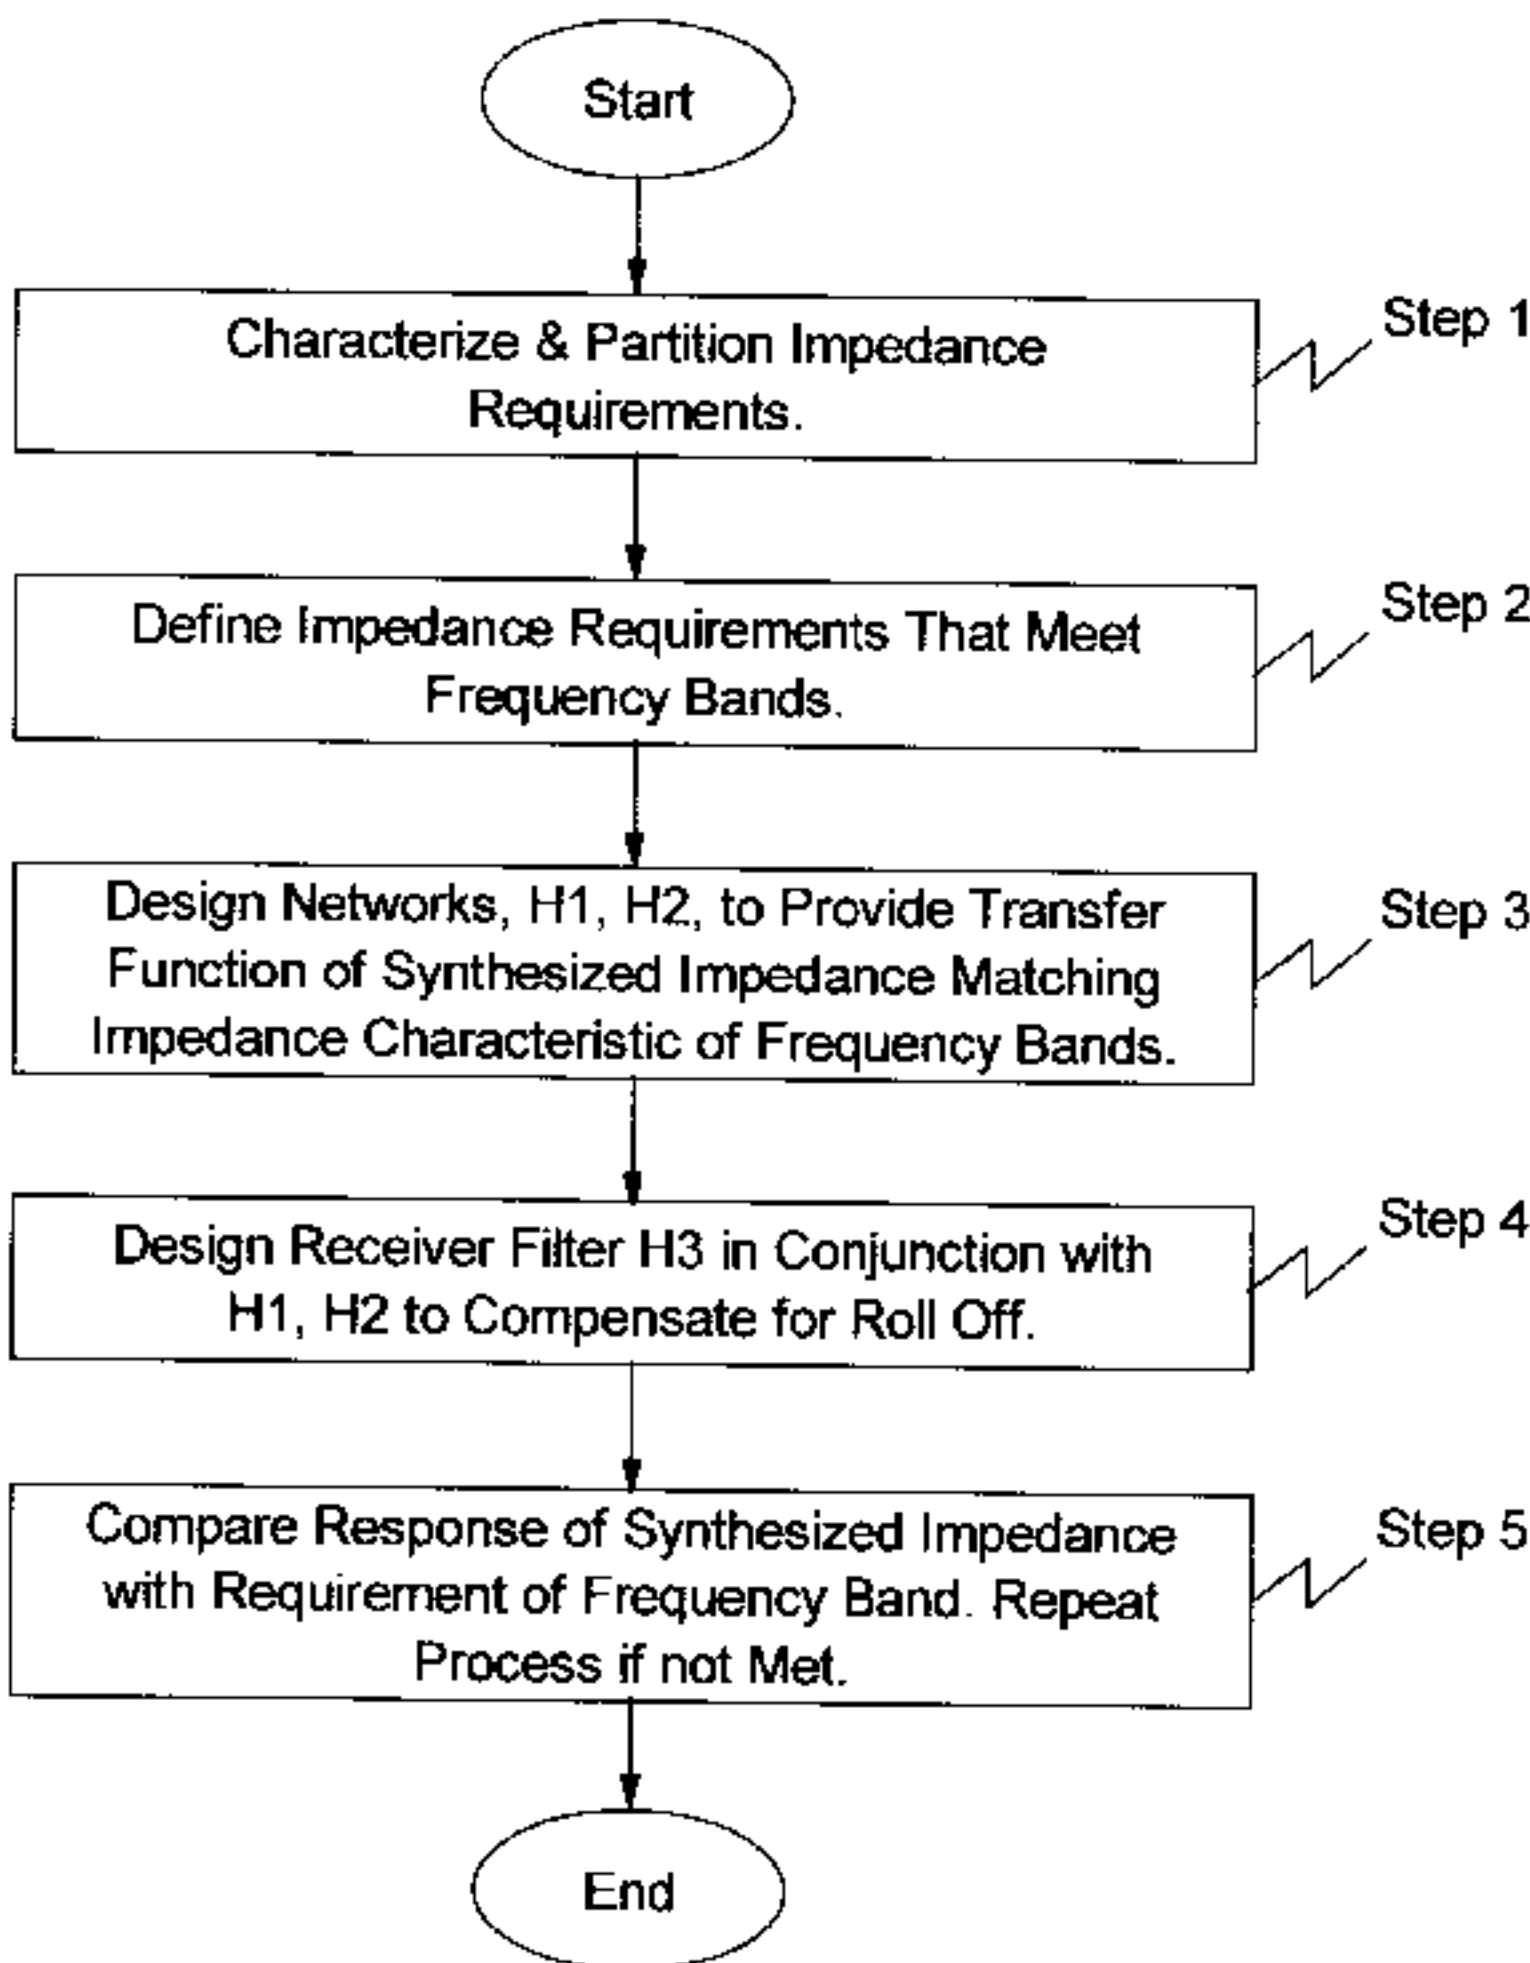 Start
Characterize & Partition Impedance
Requirements.
Step 1
Define Impedance Requirements That Meet
Frequency Bands.
Step 2
Design Networks, H1, H2, to Provide Transfer
Function of Synthesized Impedance Matching
Impedance Characteristic of Frequency Bands.
Step 3
Design Receiver Filter H3 in Conjunction with
H1, H2 to Compensate for Roll Off.
Step 4
Compare Response of Synthesized Impedance
with Requirement of Frequency Band. Repeat
Process if not Met.
Step 5
End